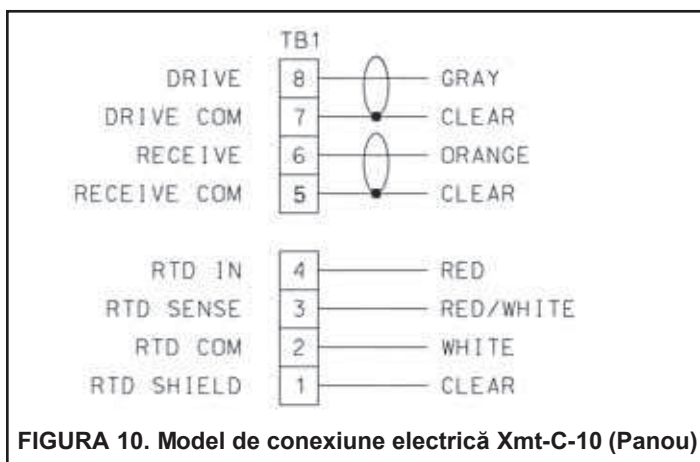 TB1
DRIVE 8 GRAY
DRIVE COM 7 CLEAR
RECEIVE 6 ORANGE
RECEIVE COM 5 CLEAR
RTD IN 4 RED
RTD SENSE 3 RED/WHITE
RTD COM 2 WHITE
RTD SHIELD 1 CLEAR
FIGURA 10. Model de conexiune electrică Xmt-C-10 (Panou)